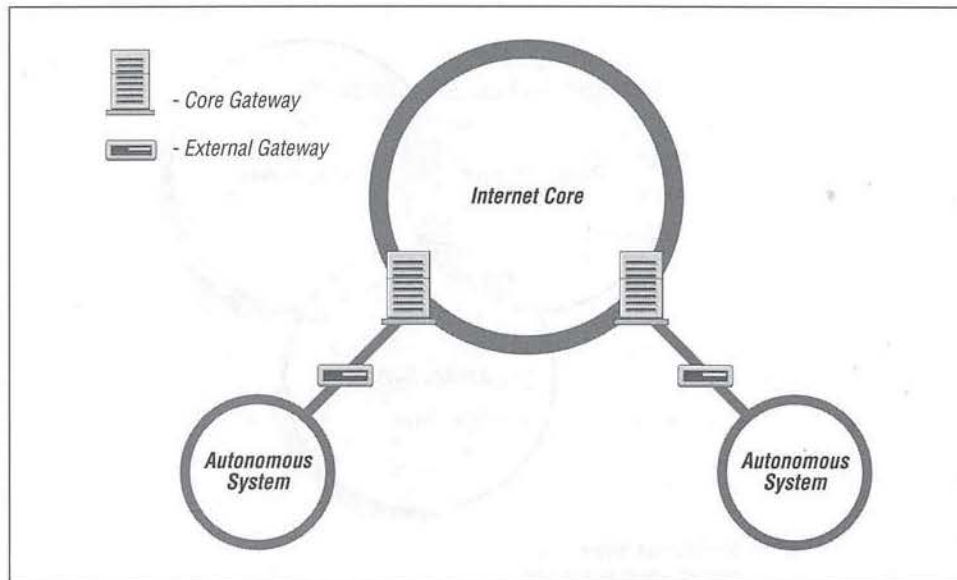 - Core Gateway
- External Gateway
Internet Core
Autonomous
System
Autonomous
System